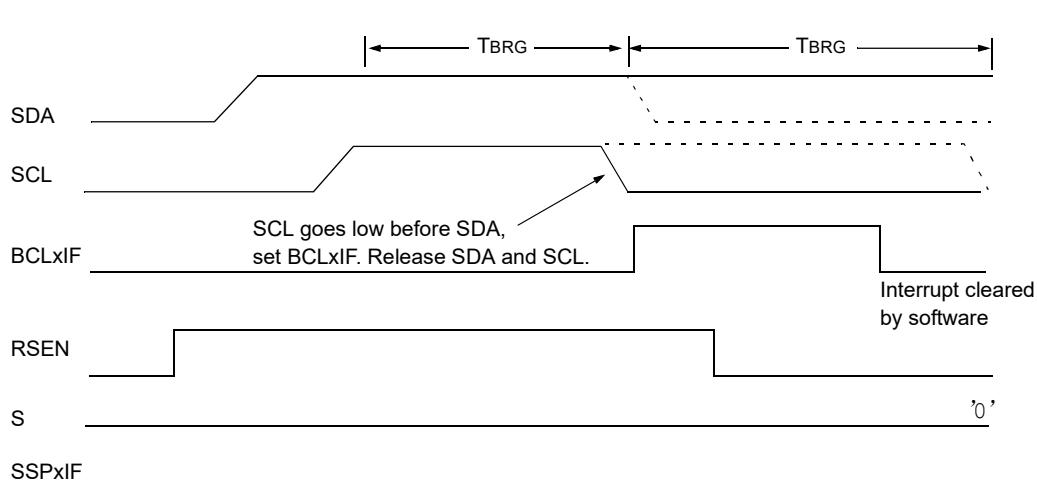 TBRG
TBRG
SDA
SCL
SCL goes low before SDA,
set BCLxIF. Release SDA and SCL.
BCLxIF
Interrupt cleared
by software
RSEN
S
’0’
SSPxIF